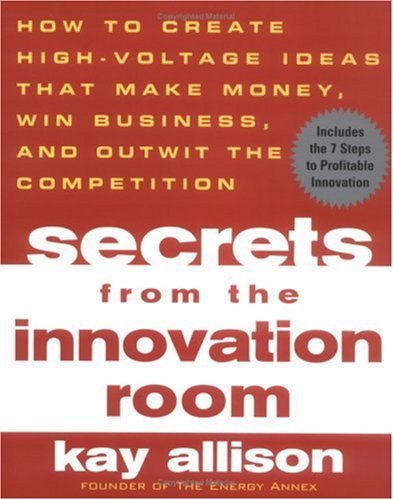 HOW TO CREATE
HIGH-VOLTAGE IDEAS
THAT MAKE MONEY,
WIN BUSINESS,
AND OUTWIT THE
COMPETITION
Includes
the 7 Steps
to Profitable
Innovation
secrets
from the
innovation
room
kay allison
FOUNDER OF THE ENERGY ANNEX